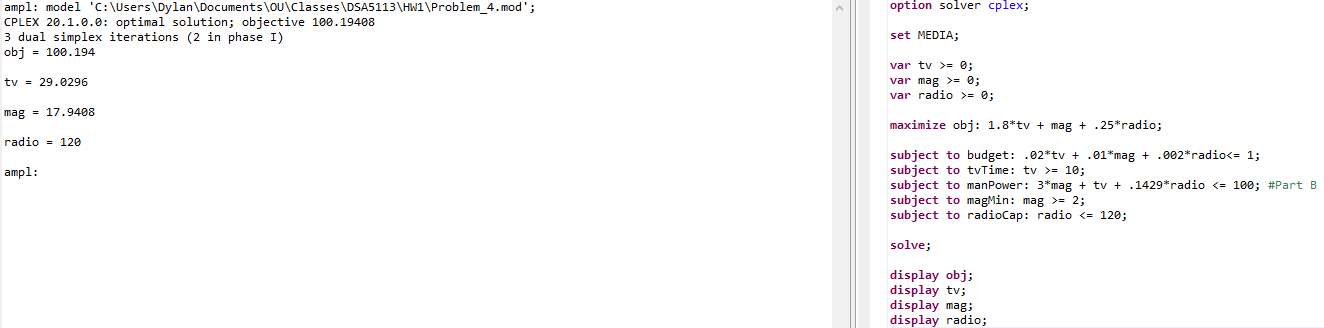 ampl: model 'C:\Users\Dylan\Documents\OU\Classes\DSA5113\HW1\Problem_4.mod';
CPLEX 20.1.0.0: optimal solution; objective 100.19408
3 dual simplex iterations (2 in phase I)
obj = 100.194
tv = 29.0296
mag = 17.9408
radio = 120
ampl:
option solver cplex;
set MEDIA;
var tv >= 0;
var mag >= 0;
var radio >= 0;
maximize obj: 1.8*tv + mag + .25*radio;
subject to budget: .02*tv + .01*mag + .002*radio<= 1;
subject to tvTime: tv >= 10;
subject to manPower: 3*mag + tv + .1429*radio <= 100; #Part B
subject to magMin: mag >= 2;
subject to radioCap: radio <= 120;
solve;
display obj;
display tv;
display mag;
display radio;